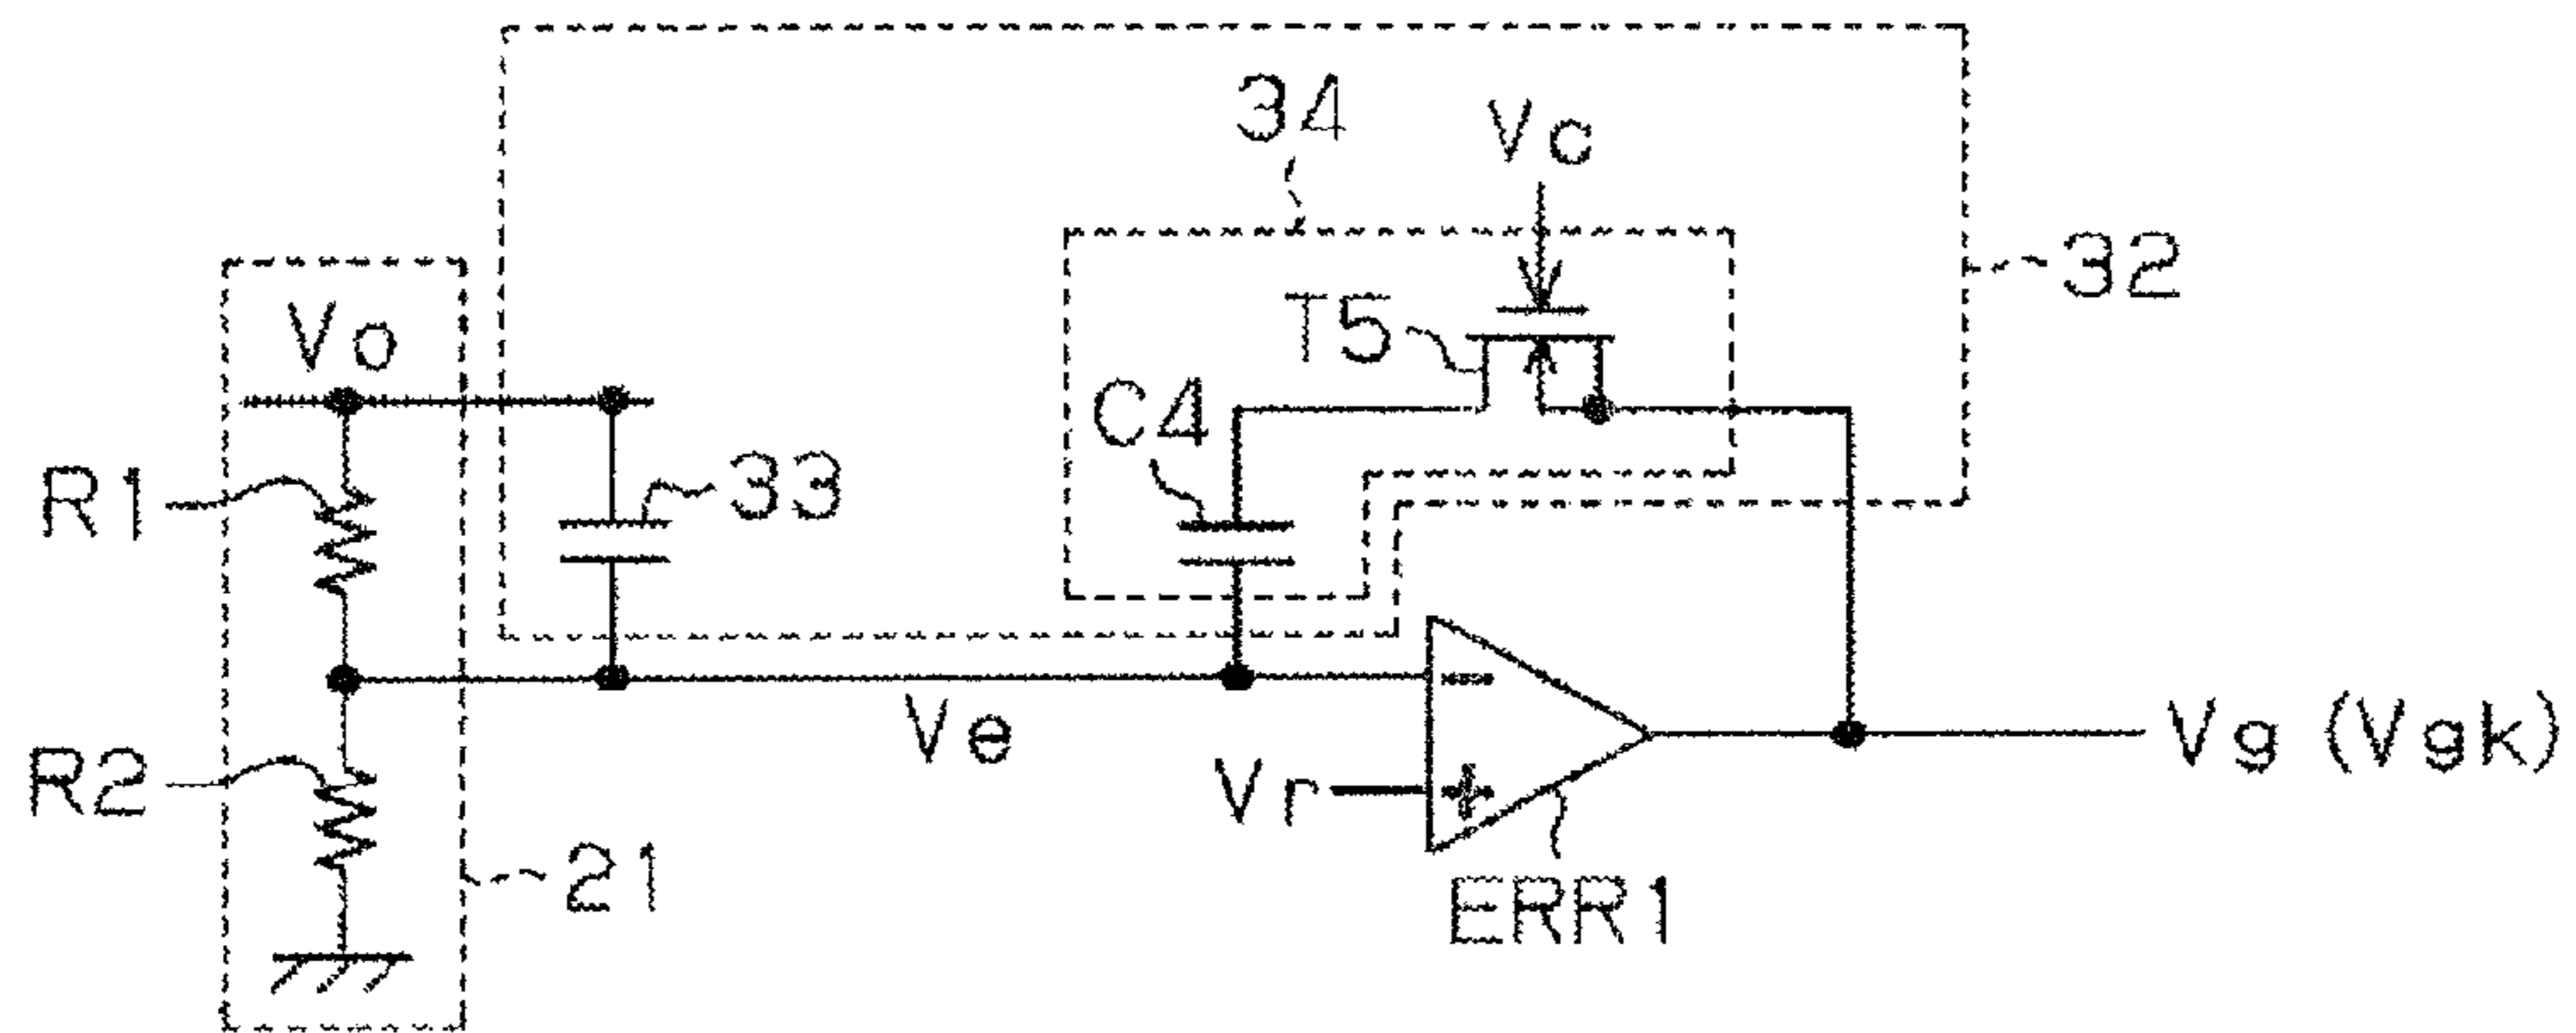 34
Vc
32
T5
Vo
C4
R1
33
Ve
R2
Vr
−
+
Vg (Vgk)
21
ERR1